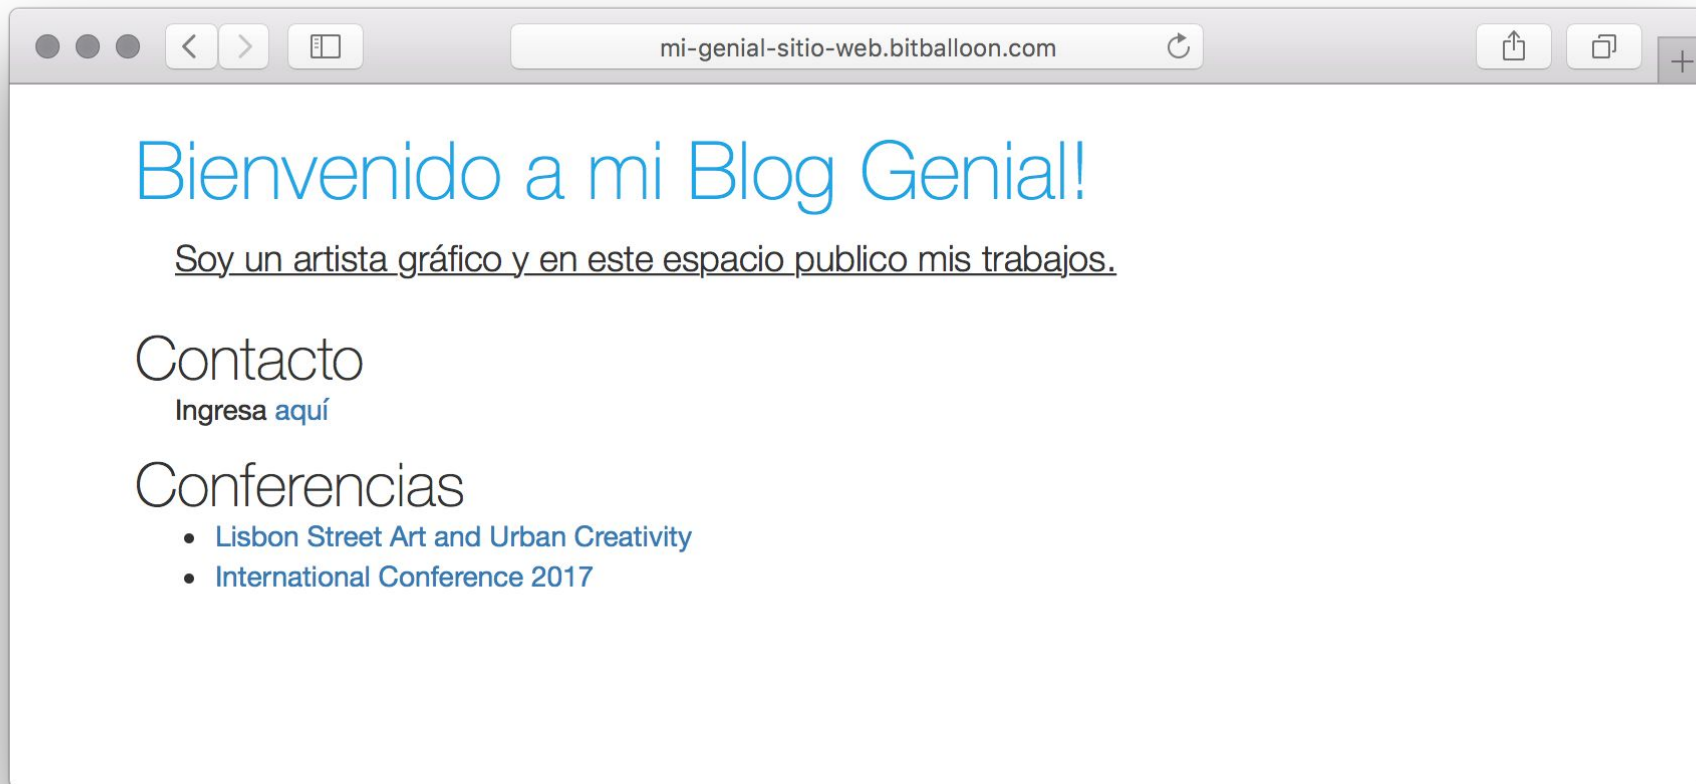 mi-genial-sitio-web.bitballoon.com
Bienvenido a mi Blog Genial!
Soy un artista gráfico y en este espacio publico mis trabajos.
Contacto
Ingresa aquí
Conferencias
Lisbon Street Art and Urban Creativity
International Conference 2017